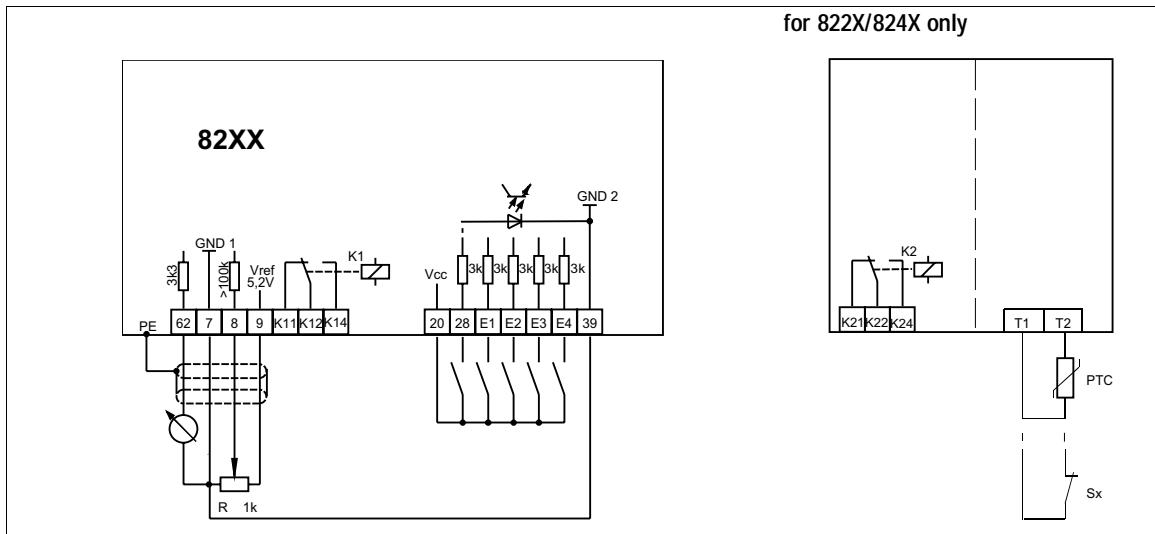 for 822X/824X only
82XX
GND 2
GND 1
K1
K2
3k3
>100k
Vref
5,2V
Vcc
3k
3k
3k
3k
3k
PE
62 7 8 9 K11 K12 K14
20 28 E1 E2 E3 E4 39
K21 K22 K24
T1 T2
PTC
R 1k
Sx